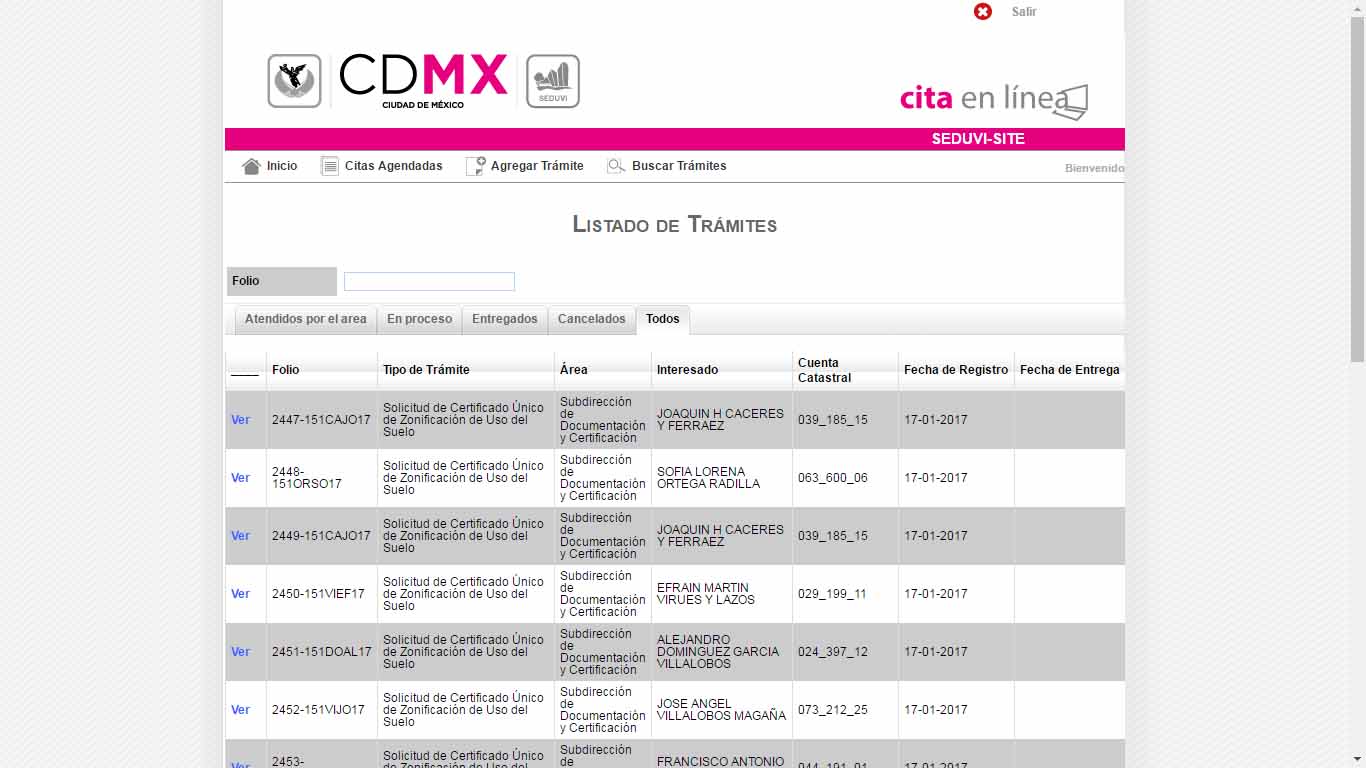 Salir
CDMX
CIUDAD DE MÉXICO
SEDUVI
cita en línea
SEDUVI-SITE
Inicio Citas Agendadas Agregar Trámite Buscar Trámites Bienvenido
LISTADO DE TRÁMITES
Folio
Atendidos por el area En proceso Entregados Cancelados Todos
____ Folio Tipo de Trámite Área Interesado Cuenta Catastral Fecha de Registro Fecha de Entrega
Ver 2447-151CAJO17 Solicitud de Certificado Único de Zonificación de Uso del Suelo Subdirección de Documentación y Certificación JOAQUIN H CACERES Y FERRAEZ 039_185_15 17-01-2017
Ver 2448-151ORSO17 Solicitud de Certificado Único de Zonificación de Uso del Suelo Subdirección de Documentación y Certificación SOFIA LORENA ORTEGA RADILLA 063_600_06 17-01-2017
Ver 2449-151CAJO17 Solicitud de Certificado Único de Zonificación de Uso del Suelo Subdirección de Documentación y Certificación JOAQUIN H CACERES Y FERRAEZ 039_185_15 17-01-2017
Ver 2450-151VIEF17 Solicitud de Certificado Único de Zonificación de Uso del Suelo Subdirección de Documentación y Certificación EFRAIN MARTIN VIRUES Y LAZOS 029_199_11 17-01-2017
Ver 2451-151DOAL17 Solicitud de Certificado Único de Zonificación de Uso del Suelo Subdirección de Documentación y Certificación ALEJANDRO DOMINGUEZ GARCIA VILLALOBOS 024_397_12 17-01-2017
Ver 2452-151VIJO17 Solicitud de Certificado Único de Zonificación de Uso del Suelo Subdirección de Documentación y Certificación JOSE ANGEL VILLALOBOS MAGAÑA 073_212_25 17-01-2017
Ver 2453- Solicitud de Certificado Único de Zonificación de Uso del Subdirección de FRANCISCO ANTONIO 044_191_01 17-01-2017